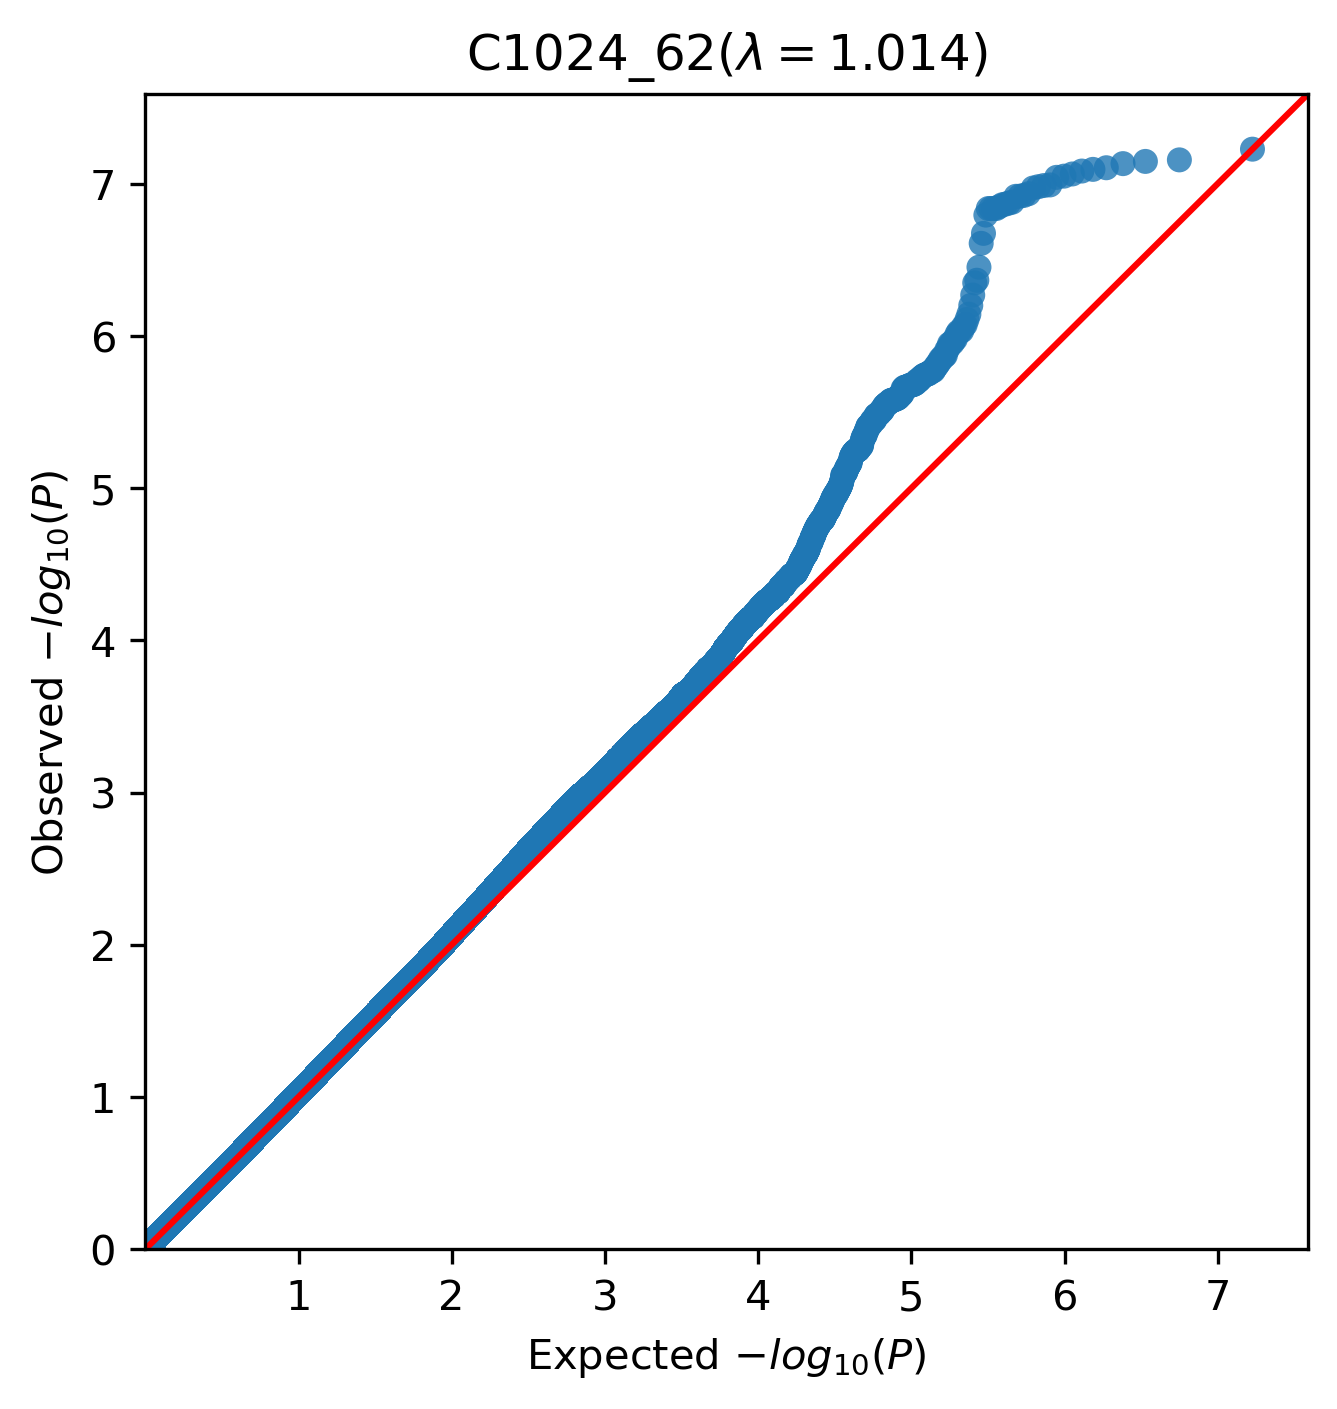 C1024_62(λ = 1.014)
Observed −log₁₀(P)
7
6
5
4
3
2
1
0
1 2 3 4 5 6 7
Expected −log₁₀(P)